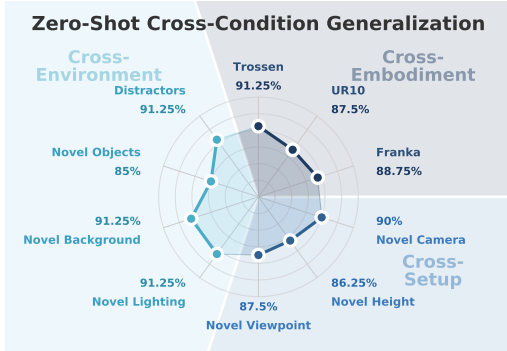 Zero-Shot Cross-Condition Generalization
Cross-
Environment
Cross-
Embodiment
Trossen
91.25%
UR10
87.5%
Franka
88.75%
90%
Novel Camera
Cross-
Setup
86.25%
Novel Height
87.5%
Novel Viewpoint
91.25%
Novel Lighting
91.25%
Novel Background
Novel Objects
85%
Distractors
91.25%